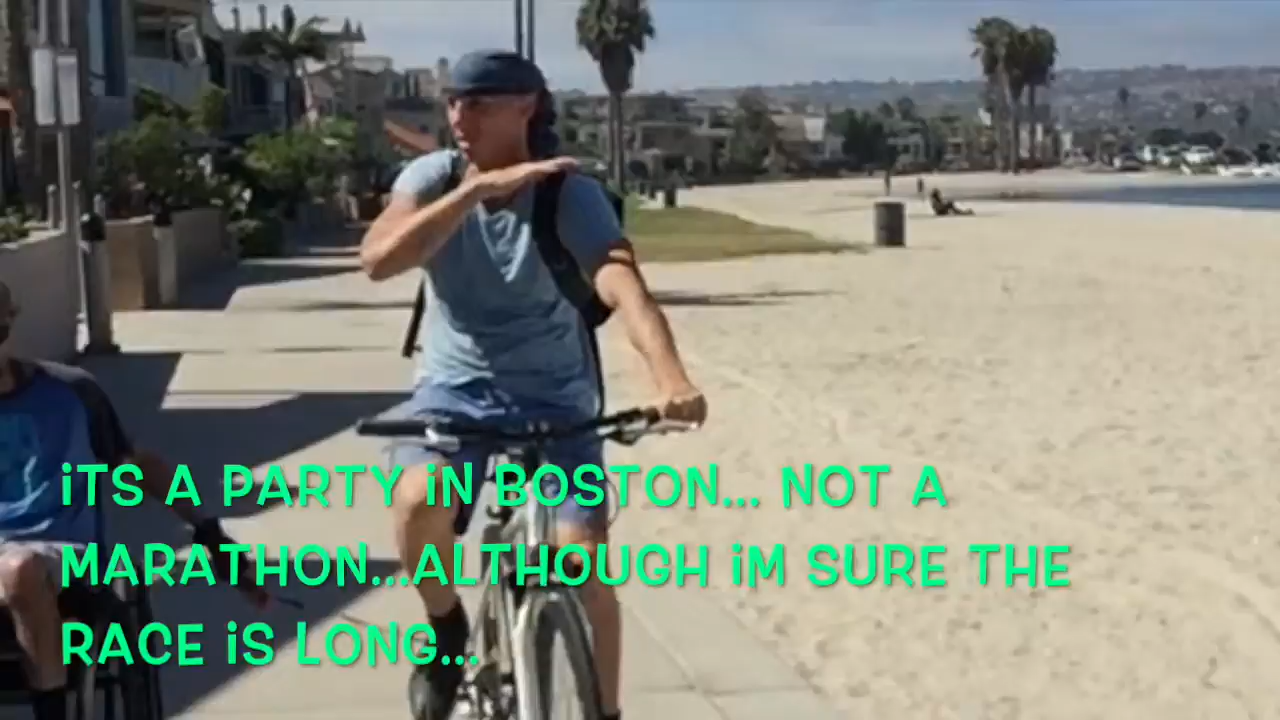 iTS A PARTY iN BOSTON... NOT A
MARATHON...ALTHOUGH iM SURE THE
RACE iS LONG...